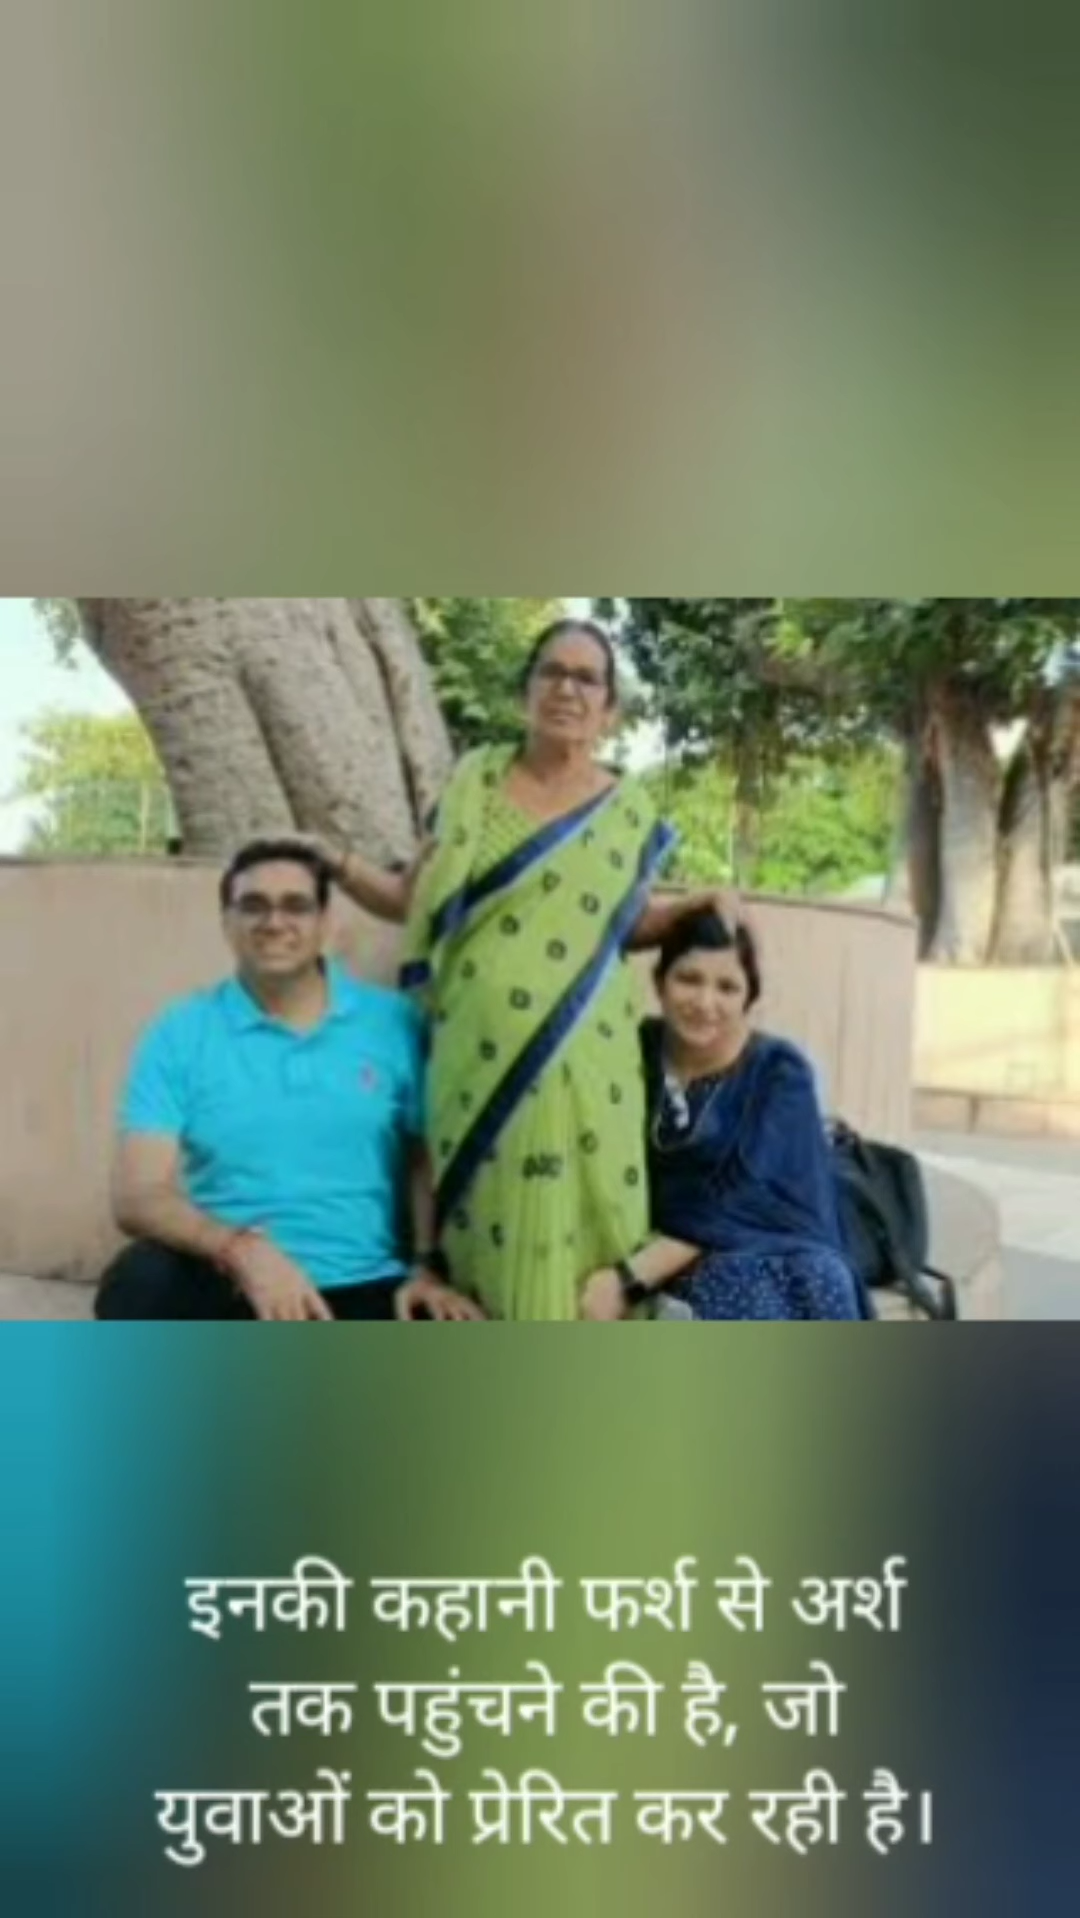 इनकी कहानी फर्श से अर्श
तक पहुंचने की है, जो
युवाओं को प्रेरित कर रही है।